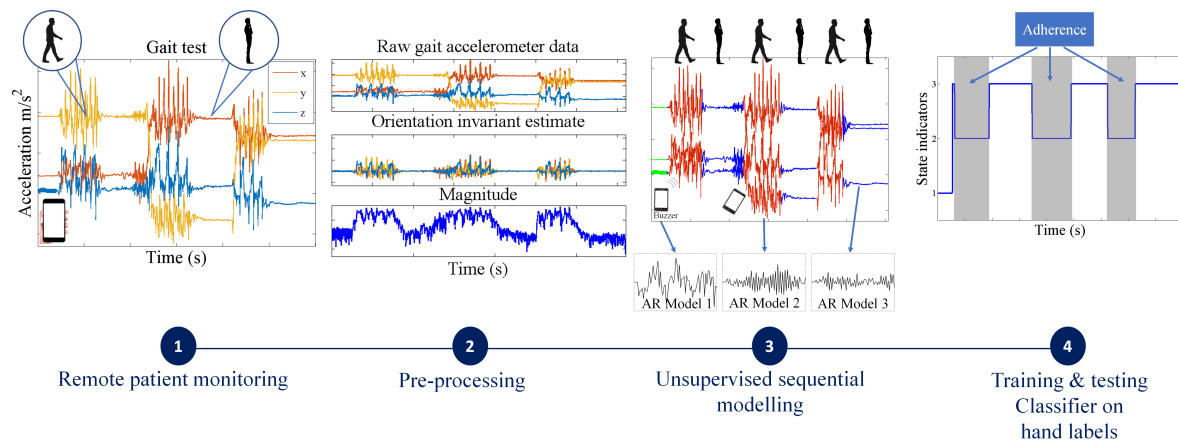 Gait test
x
y
z
Acceleration m/s²
Time (s)
Raw gait accelerometer data
Orientation invariant estimate
Magnitude
Time (s)
Buzzer
AR Model 1
AR Model 2
AR Model 3
Adherence
State indicators
3
2
1
Time (s)
1
Remote patient monitoring
2
Pre-processing
3
Unsupervised sequential
modelling
4
Training & testing
Classifier on
hand labels